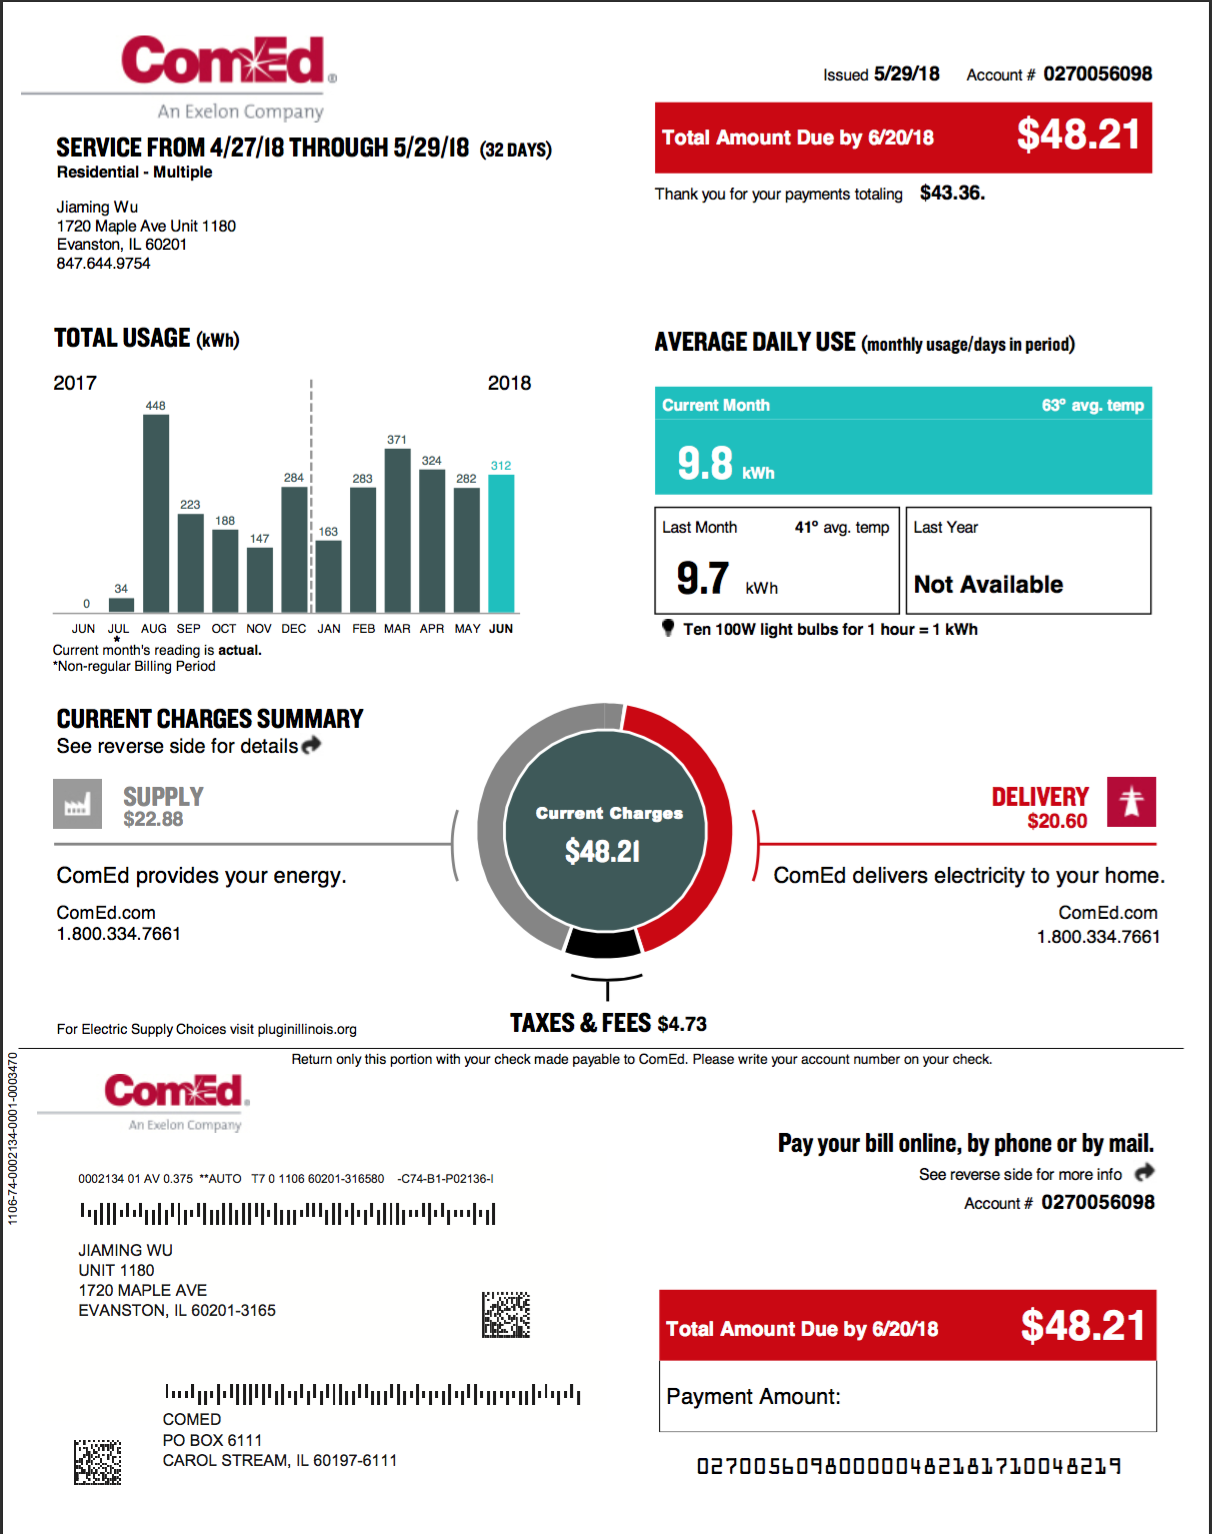 ComEd®
An Exelon Company
Issued 5/29/18 Account # 0270056098
Total Amount Due by 6/20/18 $48.21
Thank you for your payments totaling $43.36.
SERVICE FROM 4/27/18 THROUGH 5/29/18 (32 DAYS)
Residential - Multiple
Jiaming Wu
1720 Maple Ave Unit 1180
Evanston, IL 60201
847.644.9754
TOTAL USAGE (kWh)
2017 2018
0 34 448 223 188 147 284 163 283 371 324 282 312
JUN JUL AUG SEP OCT NOV DEC JAN FEB MAR APR MAY JUN
*
Current month's reading is actual.
*Non-regular Billing Period
AVERAGE DAILY USE (monthly usage/days in period)
Current Month 63º avg. temp
9.8 kWh
Last Month 41º avg. temp
9.7 kWh
Last Year
Not Available
Ten 100W light bulbs for 1 hour = 1 kWh
CURRENT CHARGES SUMMARY
See reverse side for details
SUPPLY
$22.88
ComEd provides your energy.
ComEd.com
1.800.334.7661
Current Charges
$48.21
DELIVERY
$20.60
ComEd delivers electricity to your home.
ComEd.com
1.800.334.7661
TAXES & FEES $4.73
For Electric Supply Choices visit pluginillinois.org
Return only this portion with your check made payable to ComEd. Please write your account number on your check.
1106-74-0002134-0001-0003470
ComEd.
An Exelon Company
Pay your bill online, by phone or by mail.
See reverse side for more info
Account # 0270056098
0002134 01 AV 0.375 **AUTO T7 0 1106 60201-316580 -C74-B1-P02136-I
JIAMING WU
UNIT 1180
1720 MAPLE AVE
EVANSTON, IL 60201-3165
Total Amount Due by 6/20/18 $48.21
Payment Amount:
COMED
PO BOX 6111
CAROL STREAM, IL 60197-6111
027005609800000482181710048219